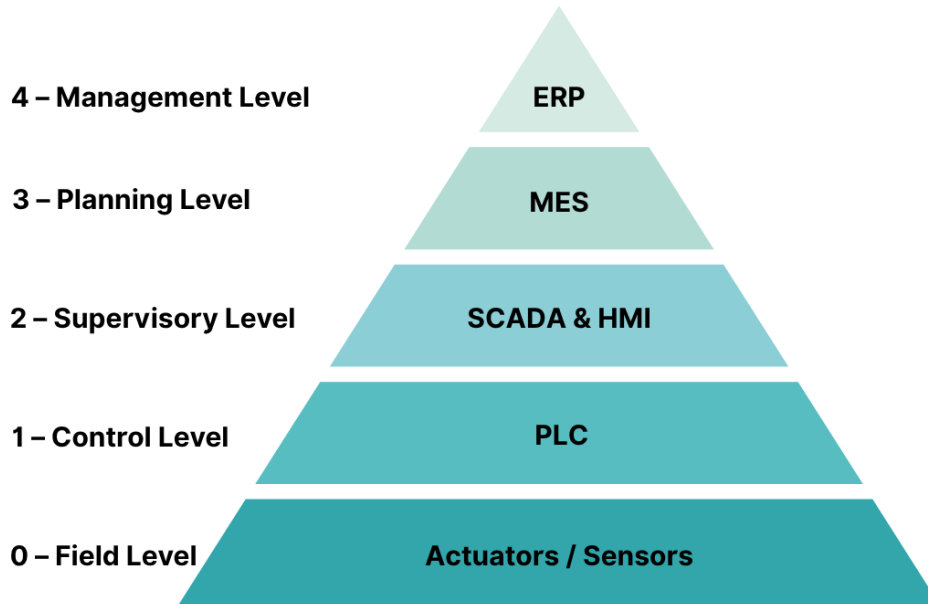 4 – Management Level
ERP
3 – Planning Level
MES
2 – Supervisory Level
SCADA & HMI
1 – Control Level
PLC
0 – Field Level
Actuators / Sensors